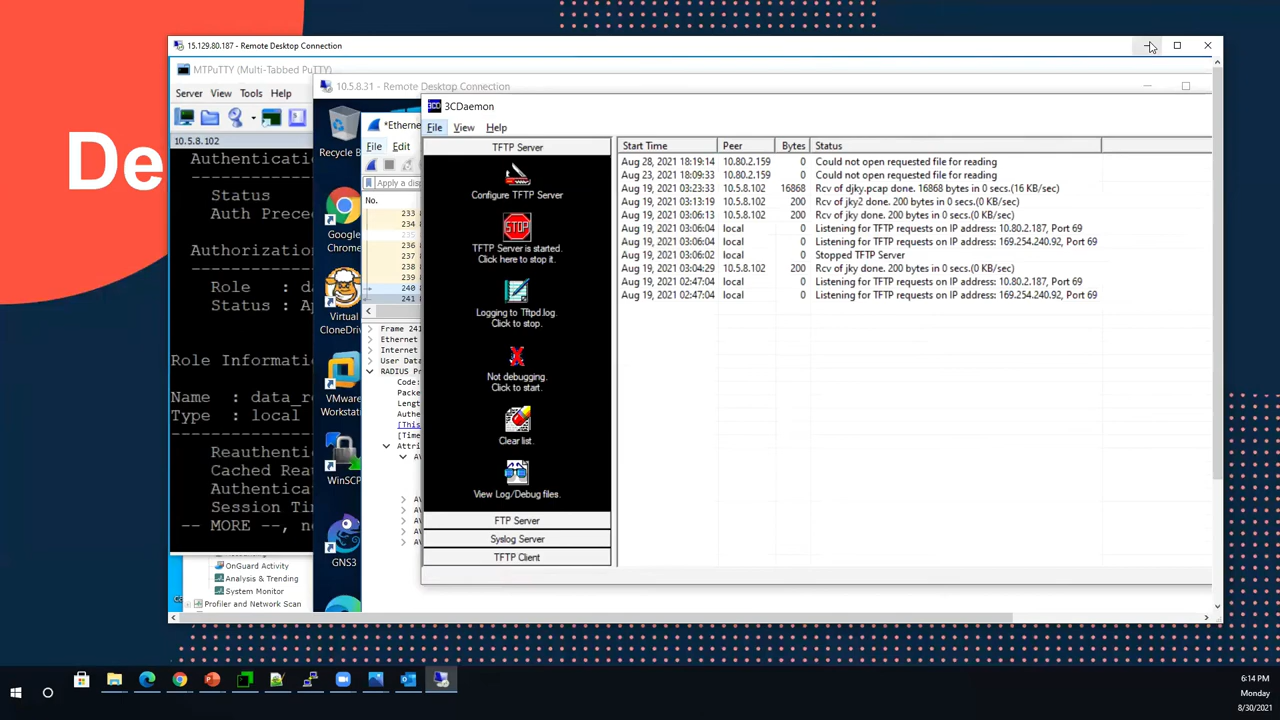 De
15.129.80.187 - Remote Desktop Connection
MTPuTTY (Multi-Tabbed PuTTY)
Server View Tools Help
10.5.8.102
Authenticatio
Status
Auth Prece
Authorizatio
Role : da
Status : Ap
Role Informati
Name : data_r
Type : local
Reauthenti
Cached Rea
Authentica
Session Ti
-- MORE --, ne
OnGuard Activity
Analysis & Trending
System Monitor
Profiler and Network Scan
10.5.8.31 - Remote Desktop Connection
Recycle B
Google
Chrome
Virtual
CloneDriv
VMware
Workstati
WinSCP
GNS3
*Etherne
File Edit
Apply a disp
No.
233
234
235
236
237
238
239
240
241
Frame 241
Ethernet
Internet
User Data
RADIUS Pr
Code:
Packe
Lengt
Authe
[This
[Time
Attri
3CDaemon
File View Help
TFTP Server
Configure TFTP Server
STOP
TFTP Server is started.
Click here to stop it.
Logging to Tftpd.log.
Click to stop.
Not debugging.
Click to start.
Clear list.
View Log/Debug files.
FTP Server
Syslog Server
TFTP Client
Start Time Peer Bytes Status
Aug 28, 2021 18:19:14 10.80.2.159 0 Could not open requested file for reading
Aug 23, 2021 18:09:33 10.80.2.159 0 Could not open requested file for reading
Aug 19, 2021 03:23:33 10.5.8.102 16868 Rcv of djky.pcap done. 16868 bytes in 0 secs.(16 KB/sec)
Aug 19, 2021 03:13:19 10.5.8.102 200 Rcv of jky2 done. 200 bytes in 0 secs.(0 KB/sec)
Aug 19, 2021 03:06:13 10.5.8.102 200 Rcv of jky done. 200 bytes in 0 secs.(0 KB/sec)
Aug 19, 2021 03:06:04 local 0 Listening for TFTP requests on IP address: 10.80.2.187, Port 69
Aug 19, 2021 03:06:04 local 0 Listening for TFTP requests on IP address: 169.254.240.92, Port 69
Aug 19, 2021 03:06:02 local 0 Stopped TFTP Server
Aug 19, 2021 03:04:29 10.5.8.102 200 Rcv of jky done. 200 bytes in 0 secs.(0 KB/sec)
Aug 19, 2021 02:47:04 local 0 Listening for TFTP requests on IP address: 10.80.2.187, Port 69
Aug 19, 2021 02:47:04 local 0 Listening for TFTP requests on IP address: 169.254.240.92, Port 69
6:14 PM
Monday
8/30/2021